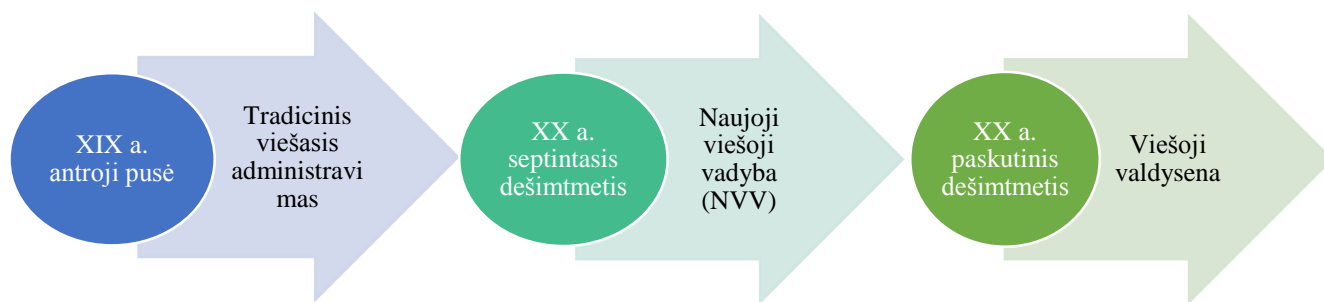 XIX a.
antroji pusė
Tradicinis
viešasis
administravi
mas
XX a.
septintasis
dešimtmetis
Naujoji
viešoji
vadyba
(NVV)
XX a.
paskutinis
dešimtmetis
Viešoji
valdysena